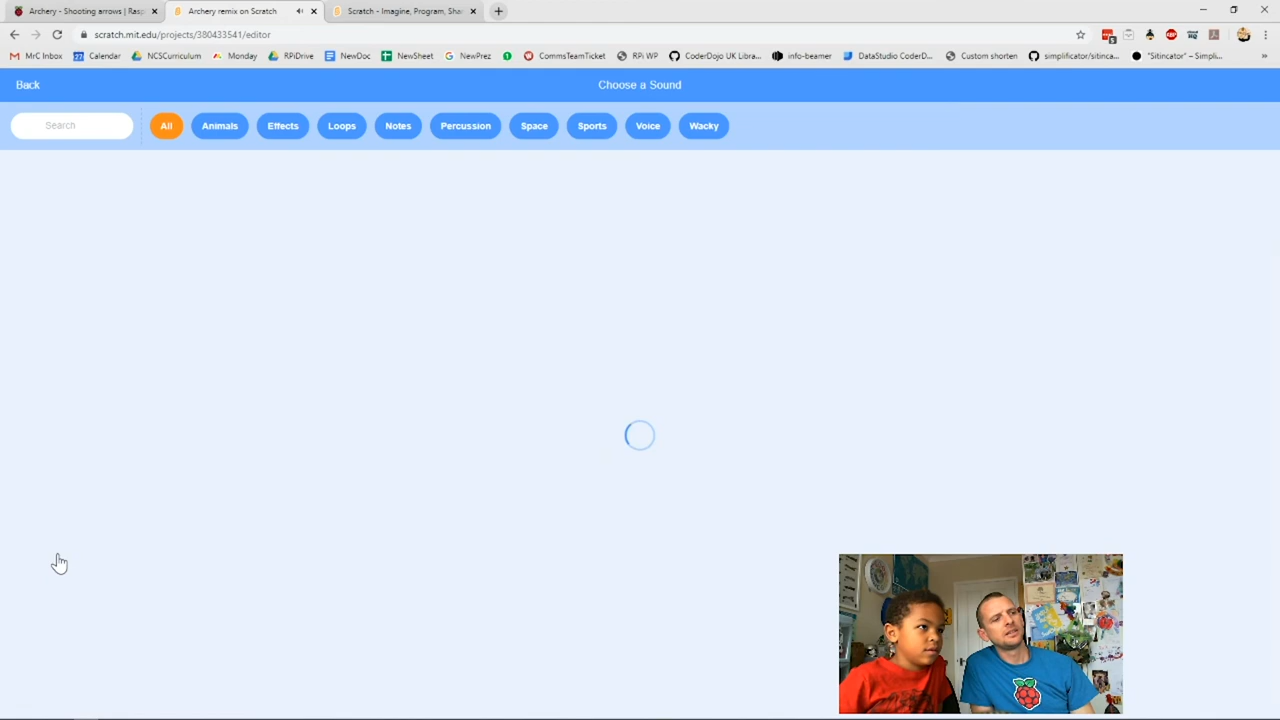 Archery - Shooting arrows | Rasp
Archery remix on Scratch
Scratch - Imagine, Program, Shar
scratch.mit.edu/projects/380433541/editor
MrC Inbox
27 Calendar
NCSCurriculum
Monday
RPiDrive
NewDoc
NewSheet
NewPrez
CommsTeamTicket
RPi WP
CoderDojo UK Libra...
info-beamer
DataStudio CoderD...
Custom shorten
simplificator/sitinca...
"Sitincator" – Simpli...
Back
Choose a Sound
Search
All
Animals
Effects
Loops
Notes
Percussion
Space
Sports
Voice
Wacky